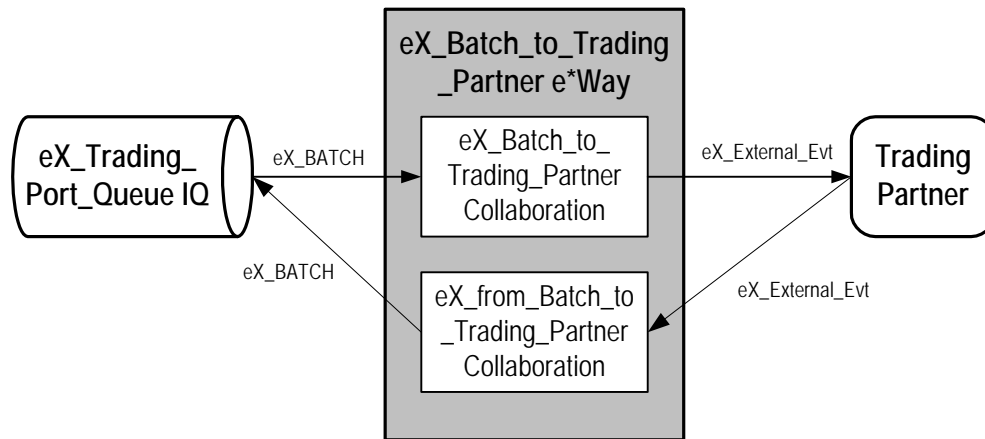 eX_Batch_to_Trading
_Partner e*Way
eX_Trading_
Port_Queue IQ
eX_BATCH
eX_Batch_to_
Trading_Partner
Collaboration
eX_External_Evt
Trading
Partner
eX_BATCH
eX_from_Batch_to
_Trading_Partner
Collaboration
eX_External_Evt